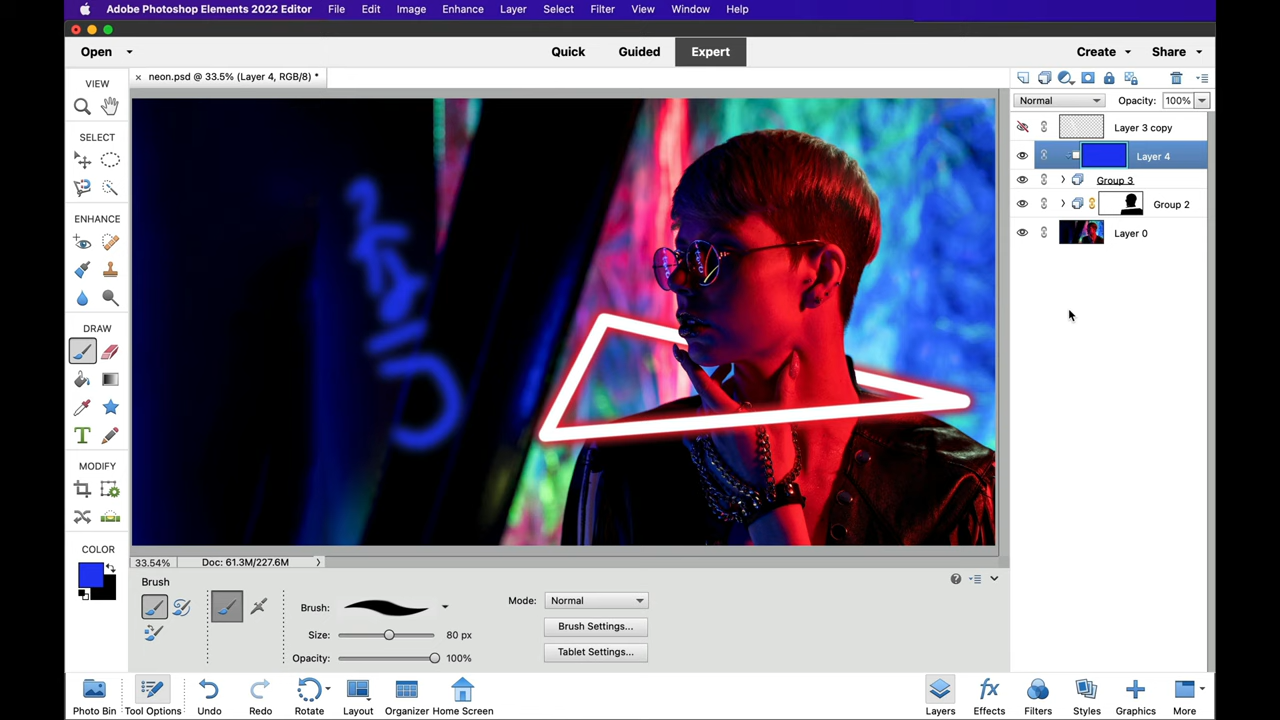 Adobe Photoshop Elements 2022 Editor File Edit Image Enhance Layer Select Filter View Window Help
Open Quick Guided Expert Create Share
VIEW
× neon.psd @ 33.5% (Layer 4, RGB/8) *
Normal Opacity: 100%
Layer 3 copy
SELECT
Layer 4
Group 3
Group 2
ENHANCE
Layer 0
DRAW
T
MODIFY
COLOR
33.54% Doc: 61.3M/227.6M
Brush
Brush: Mode: Normal
Size: 80 px Brush Settings...
Opacity: 100% Tablet Settings...
Photo Bin Tool Options Undo Redo Rotate Layout Organizer Home Screen Layers Effects Filters Styles Graphics More